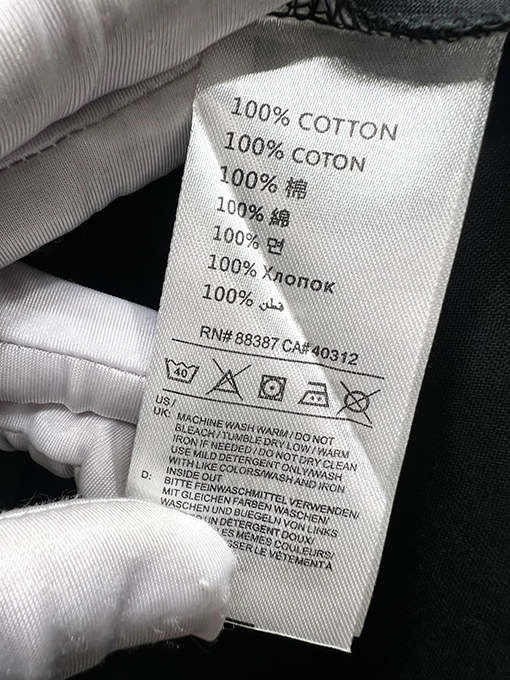 100% COTTON
100% COTON
100% 棉
100% 綿
100% 면
100% Хлопок
100% قطن
RN# 88387 CA# 40312
40
US /
UK: MACHINE WASH WARM / DO NOT
BLEACH / TUMBLE DRY LOW / WARM
IRON IF NEEDED / DO NOT DRY CLEAN
USE MILD DETERGENT ONLY/WASH
WITH LIKE COLORS/WASH AND IRON
INSIDE OUT
D: BITTE FEINWASCHMITTEL VERWENDEN/
MIT GLEICHEN FARBEN WASCHEN/
WASCHEN UND BUEGELN VON LINKS
UN DÉTERGENT DOUX/
LES MÊMES COULEURS/
LE VÊTEMENT À